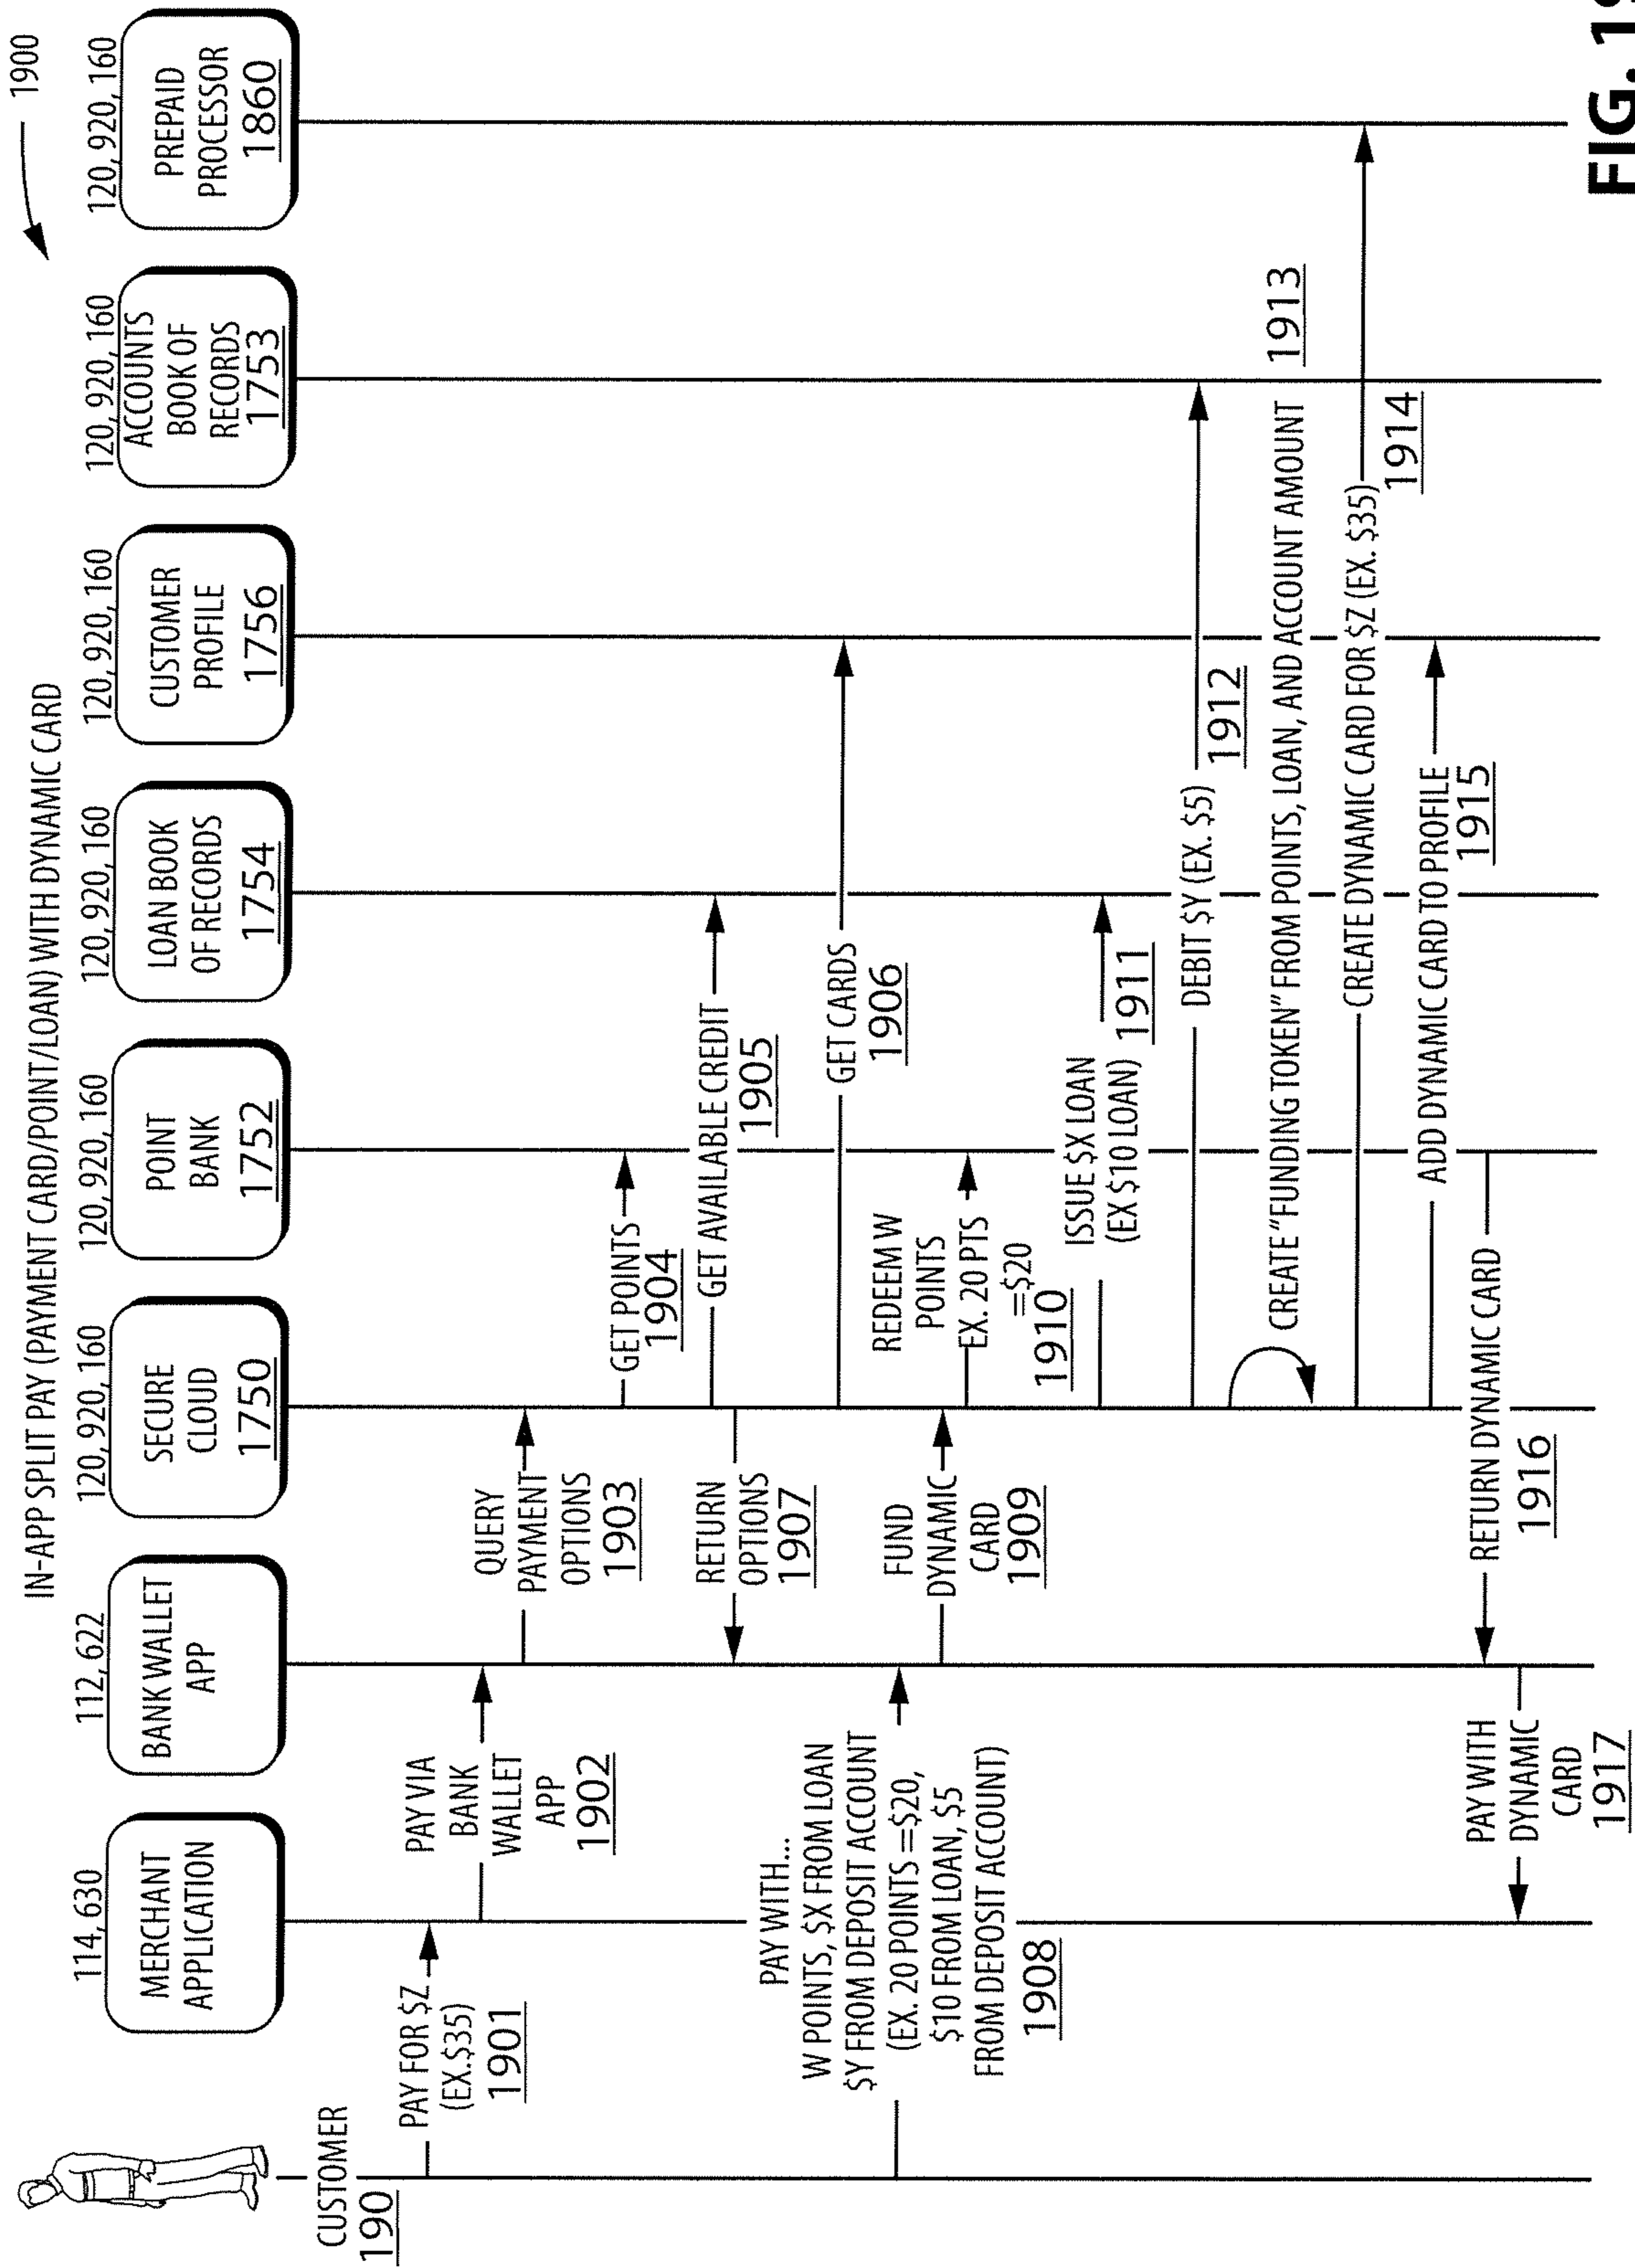 IN-APP SPLIT PAY (PAYMENT CARD/POINT/LOAN) WITH DYNAMIC CARD
1900
CUSTOMER
190
114, 630
MERCHANT
APPLICATION
112, 622
BANK WALLET
APP
120, 920, 160
SECURE
CLOUD
1750
120, 920, 160
POINT
BANK
1752
120, 920, 160
LOAN BOOK
OF RECORDS
1754
120, 920, 160
CUSTOMER
PROFILE
1756
120, 920, 160
ACCOUNTS
BOOK OF
RECORDS
1753
120, 920, 160
PREPAID
PROCESSOR
1860
PAY FOR $Z
(EX.$35)
1901
PAY VIA
BANK
WALLET
APP
1902
QUERY
PAYMENT
OPTIONS
1903
GET POINTS
1904
GET AVAILABLE CREDIT
1905
GET CARDS
1906
RETURN
OPTIONS
1907
PAY WITH...
W POINTS, $X FROM LOAN
$Y FROM DEPOSIT ACCOUNT
(EX. 20 POINTS =$20,
$10 FROM LOAN, $5
FROM DEPOSIT ACCOUNT)
1908
FUND
DYNAMIC
CARD
1909
REDEEM W
POINTS
EX. 20 PTS
=$20
1910
ISSUE $X LOAN
(EX $10 LOAN)
1911
DEBIT $Y (EX. $5)
1912
CREATE "FUNDING TOKEN" FROM POINTS, LOAN, AND ACCOUNT AMOUNT
1913
CREATE DYNAMIC CARD FOR $Z (EX. $35)
1914
ADD DYNAMIC CARD TO PROFILE
1915
RETURN DYNAMIC CARD
1916
PAY WITH
DYNAMIC
CARD
1917
FIG. 19